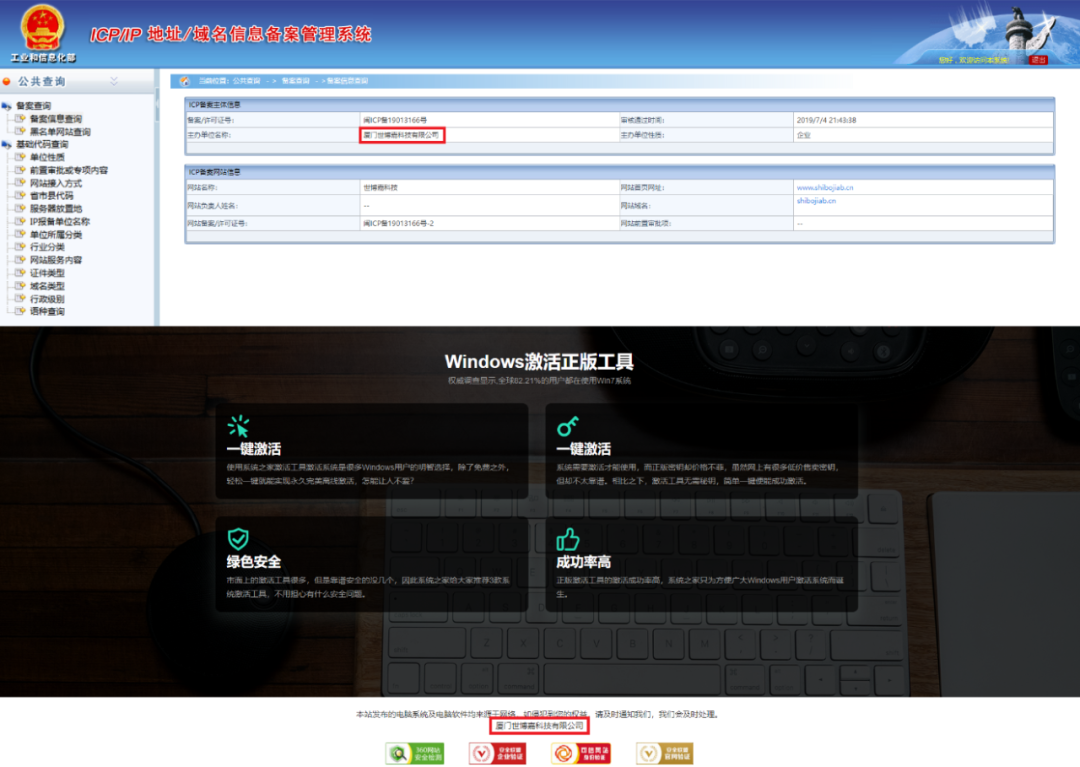 ICP/IP 地址/域名信息备案管理系统
工业和信息化部
您好，欢迎访问本系统！ 退出
公共查询
当前位置：公共查询 --> 备案查询 --> 备案信息查询
备案查询
备案信息查询
黑名单网站查询
基础代码查询
单位性质
前置审批或专项内容
网站接入方式
省市县代码
服务器放置地
IP报备单位名称
单位所属分类
行业分类
网站服务内容
证件类型
域名类型
行政级别
语种查询
ICP备案主体信息
备案/许可证号： 闽ICP备19013166号 审核通过时间： 2019/7/4 21:43:38
主办单位名称： 厦门世博嘉科技有限公司 主办单位性质： 企业
ICP备案网站信息
网站名称： 世博嘉科技 网站首页网址： www.shibojiab.cn
网站负责人姓名： -- 网站域名： shibojiab.cn
网站备案/许可证号： 闽ICP备19013166号-2 网站前置审批项： --
Windows激活正版工具
权威调查显示,全球82.21%的用户都在使用Win7系统
一键激活
使用系统之家激活工具激活系统是很多Windows用户的明智选择，除了免费之外，
轻松一键就能实现永久完美离线激活，怎能让人不爱？
一键激活
系统需要激活才能使用，而正版密钥却价格不菲，虽然网上有很多低价售卖密钥，
但却不太靠谱。相比之下，激活工具无需秘钥，简单一键便能成功激活。
绿色安全
市面上的激活工具很多，但是靠谱安全的没几个，因此系统之家给大家推荐3款系
统激活工具，不用担心有什么安全问题。
成功率高
正版激活工具的激活成功率高，系统之家只为方便广大Windows用户激活系统而诞
生。
本站发布的电脑系统及电脑软件均来源于网络，如侵犯到您的权益，请及时通知我们，我们会及时处理。
厦门世博嘉科技有限公司
360网站
安全检测
安全联盟
企业验证
百度网站
身份验证
安全联盟
官网验证